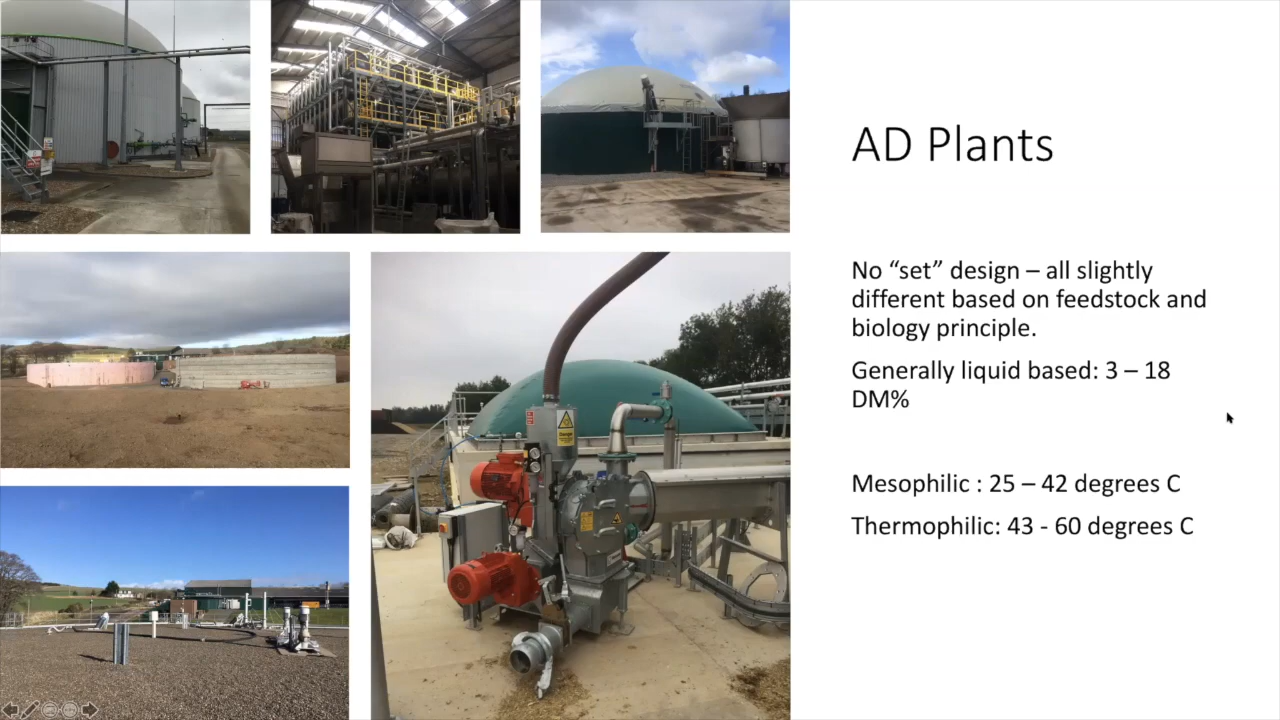 AD Plants
No “set” design – all slightly
different based on feedstock and
biology principle.
Generally liquid based: 3 – 18
DM%
Mesophilic : 25 – 42 degrees C
Thermophilic: 43 - 60 degrees C